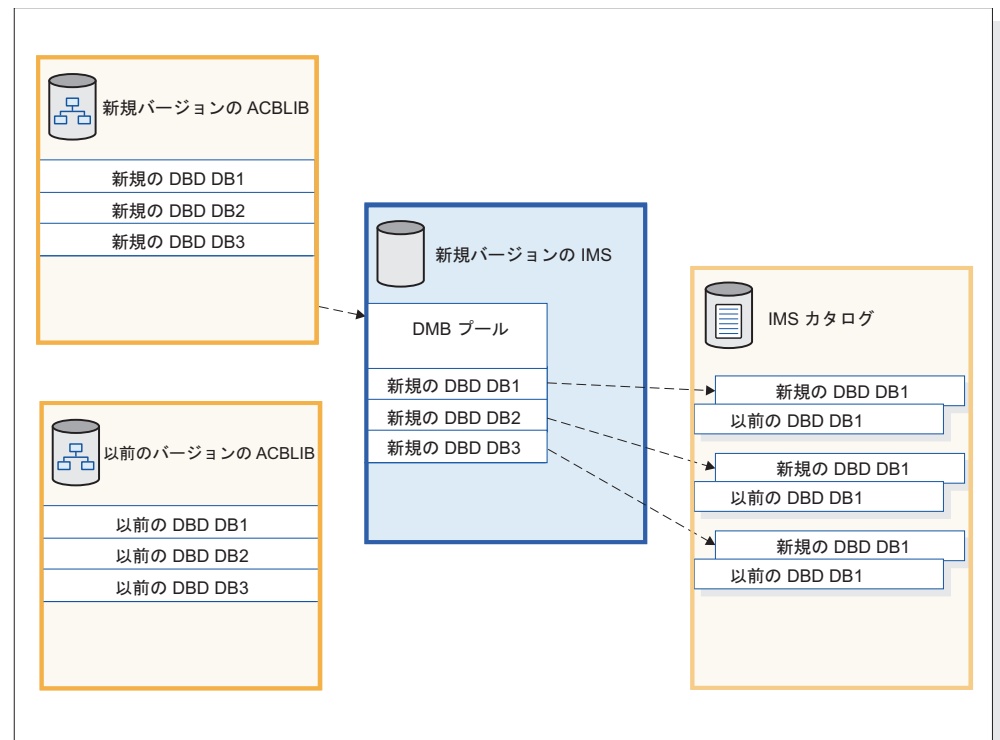 新規バージョンの ACBLIB
新規の DBD DB1
新規の DBD DB2
新規の DBD DB3
以前のバージョンの ACBLIB
以前の DBD DB1
以前の DBD DB2
以前の DBD DB3
新規バージョンの IMS
DMB プール
新規の DBD DB1
新規の DBD DB2
新規の DBD DB3
IMS カタログ
新規の DBD DB1
以前の DBD DB1
新規の DBD DB1
以前の DBD DB1
新規の DBD DB1
以前の DBD DB1